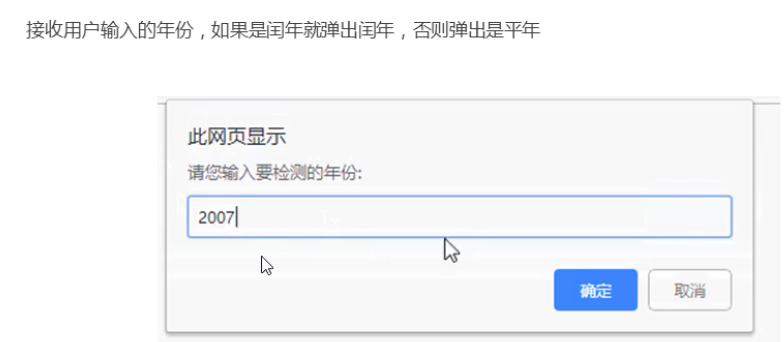 接收用户输入的年份，如果是闰年就弹出闰年，否则弹出是平年
此网页显示
请您输入要检测的年份:
2007
确定
取消